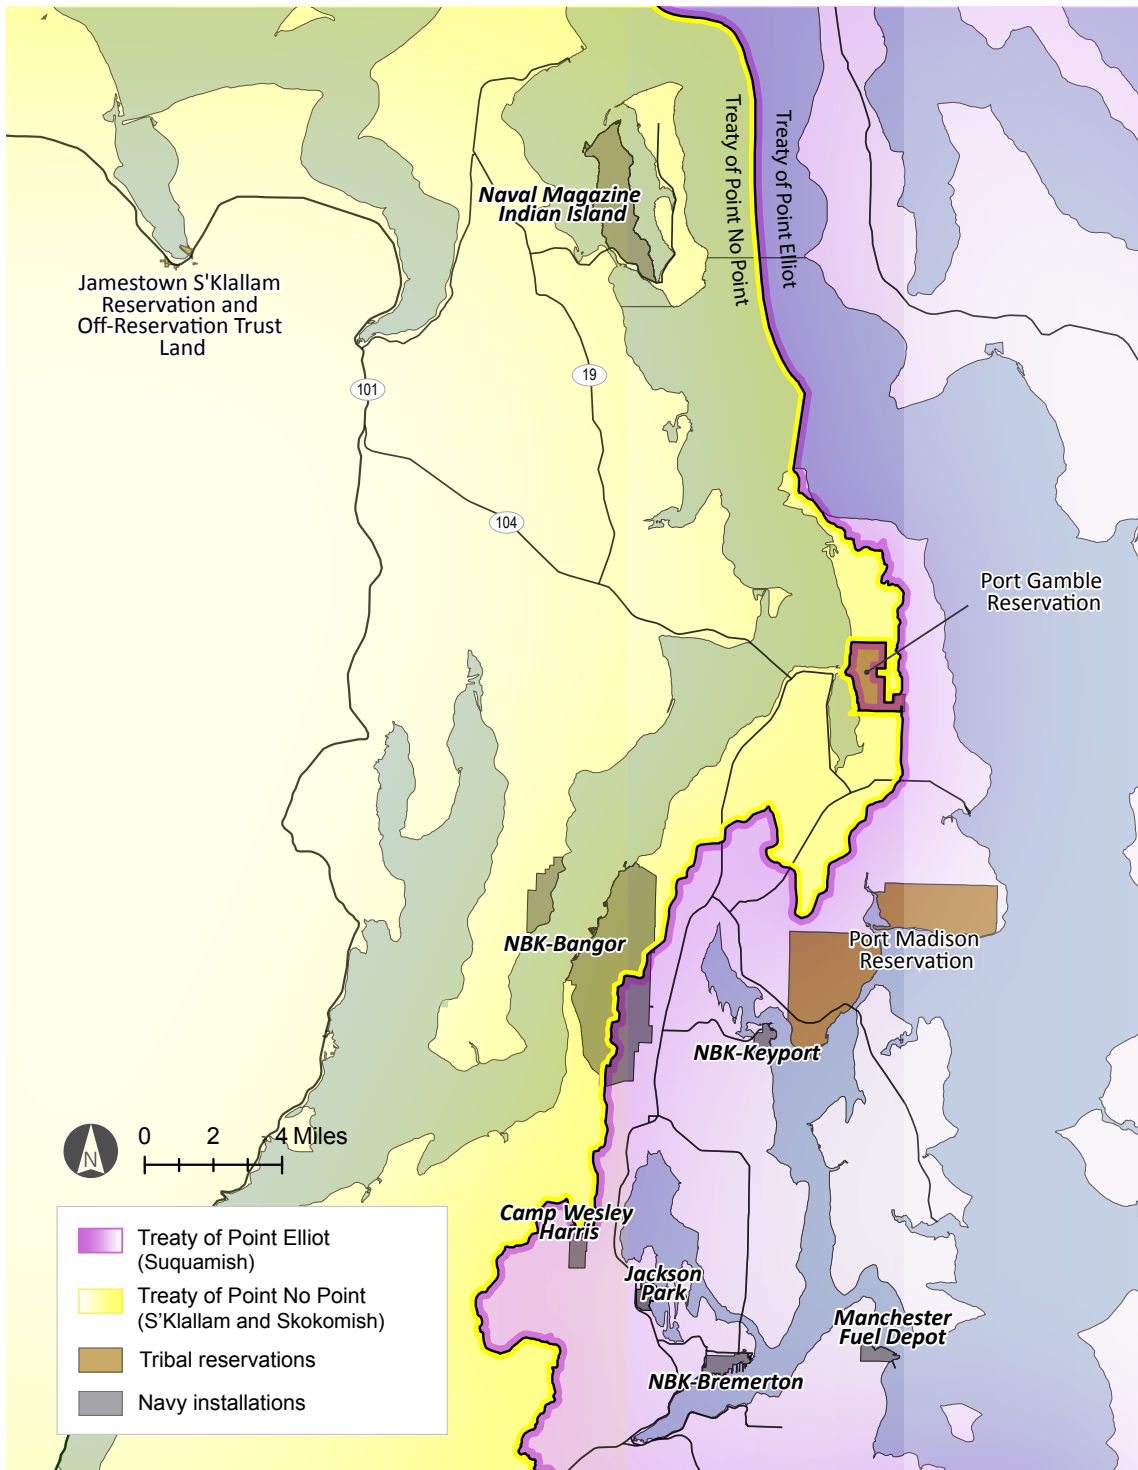 Treaty of Point No Point
Treaty of Point Elliot
Naval Magazine
Indian Island
Jamestown S'Klallam
Reservation and
Off-Reservation Trust
Land
101
19
104
Port Gamble
Reservation
NBK-Bangor
Port Madison
Reservation
NBK-Keyport
N
0 2 4 Miles
Camp Wesley
Harris
Jackson
Park
Manchester
Fuel Depot
NBK-Bremerton
Treaty of Point Elliot
(Suquamish)
Treaty of Point No Point
(S’Klallam and Skokomish)
Tribal reservations
Navy installations